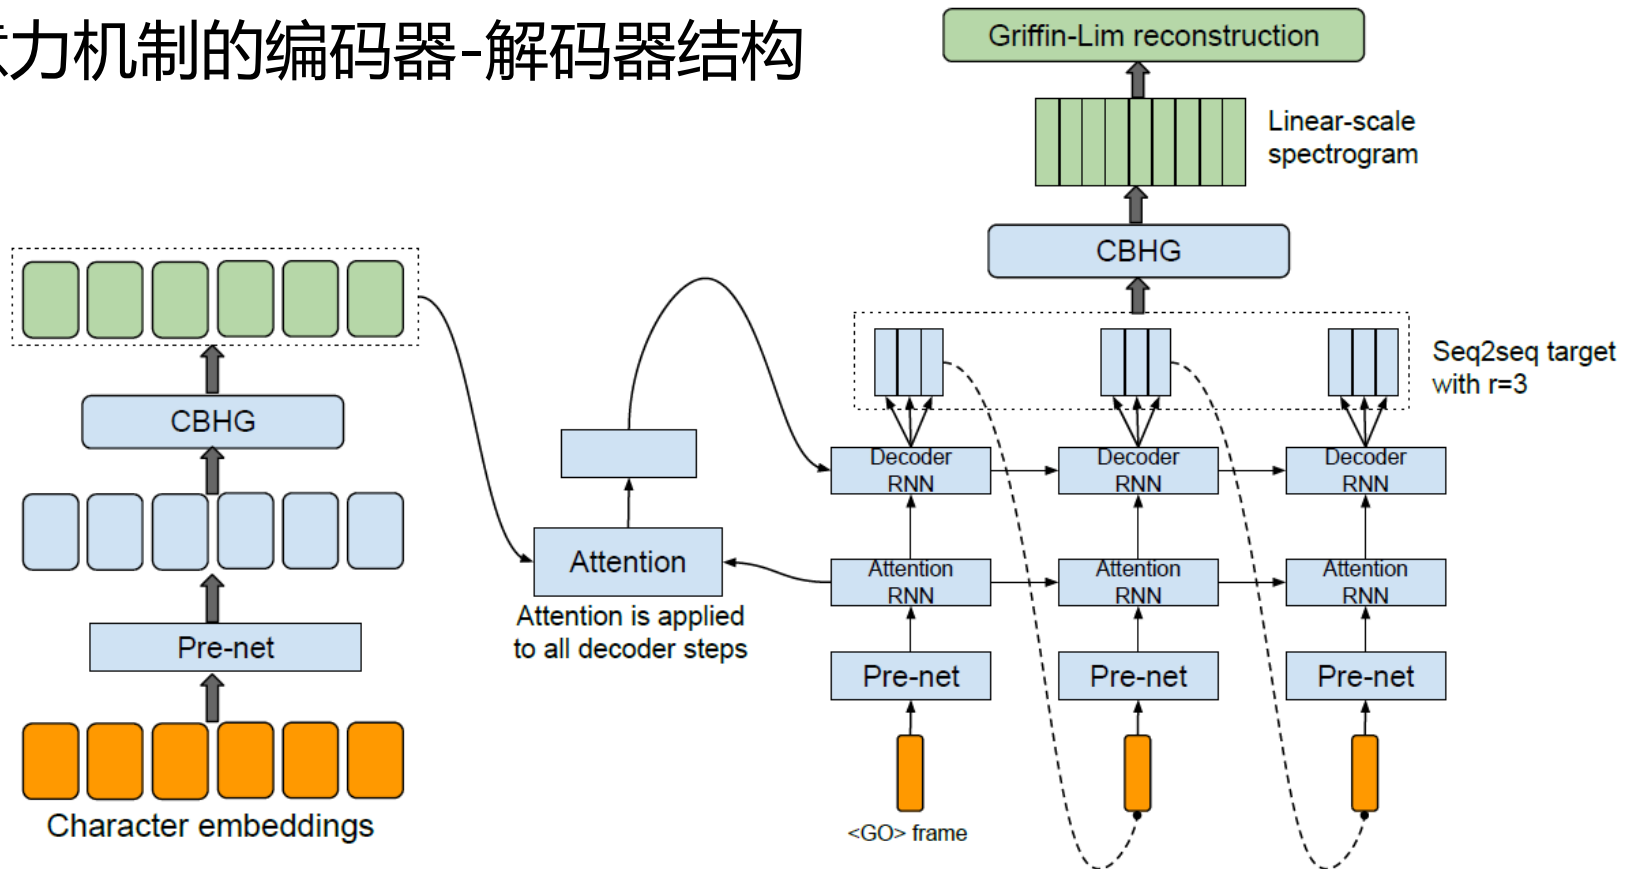 力机制的编码器-解码器结构
Griffin-Lim reconstruction
Linear-scale
spectrogram
CBHG
Seq2seq target
with r=3
CBHG
Pre-net
Character embeddings
Attention
Attention is applied
to all decoder steps
Decoder
RNN
Decoder
RNN
Decoder
RNN
Attention
RNN
Attention
RNN
Attention
RNN
Pre-net
Pre-net
Pre-net
<GO> frame